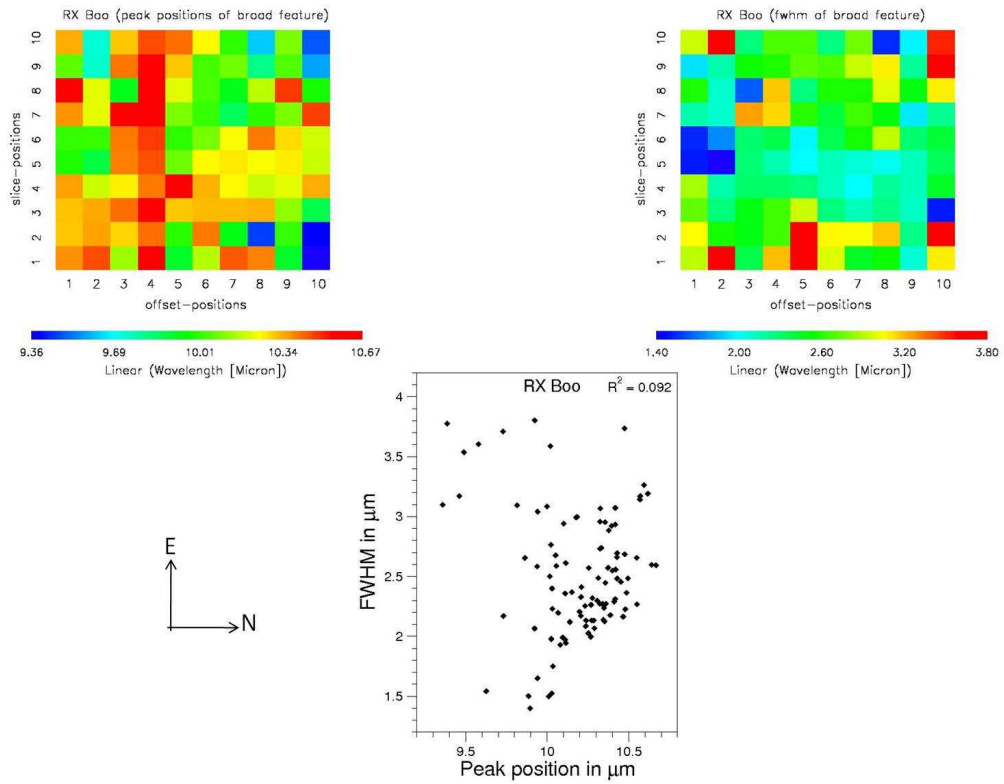 RX Boo (peak positions of broad feature)
slice-positions
10
9
8
7
6
5
4
3
2
1
1 2 3 4 5 6 7 8 9 10
offset-positions
9.36 9.69 10.01 10.34 10.67
Linear (Wavelength [Micron])
RX Boo (fwhm of broad feature)
slice-positions
10
9
8
7
6
5
4
3
2
1
1 2 3 4 5 6 7 8 9 10
offset-positions
1.40 2.00 2.60 3.20 3.80
Linear (Wavelength [Micron])
E
N
RX Boo R² = 0.092
FWHM in μm
4
3.5
3
2.5
2
1.5
9.5 10 10.5
Peak position in μm